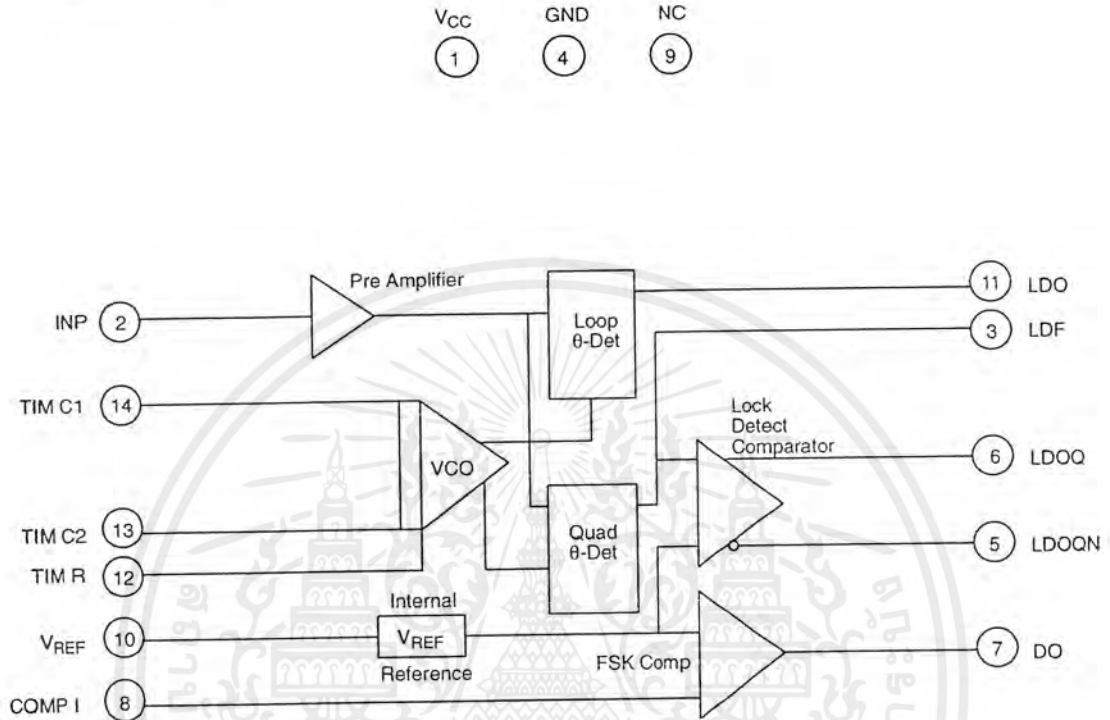 VCC GND NC
1 4 9
Pre Amplifier
INP 2
Loop
θ-Det
11 LDO
3 LDF
TIM C1 14
VCO
Lock
Detect
Comparator
6 LDOQ
TIM C2 13
Quad
θ-Det
5 LDOQN
TIM R 12
Internal
VREF 10
VREF
Reference
FSK Comp
7 DO
COMP I 8